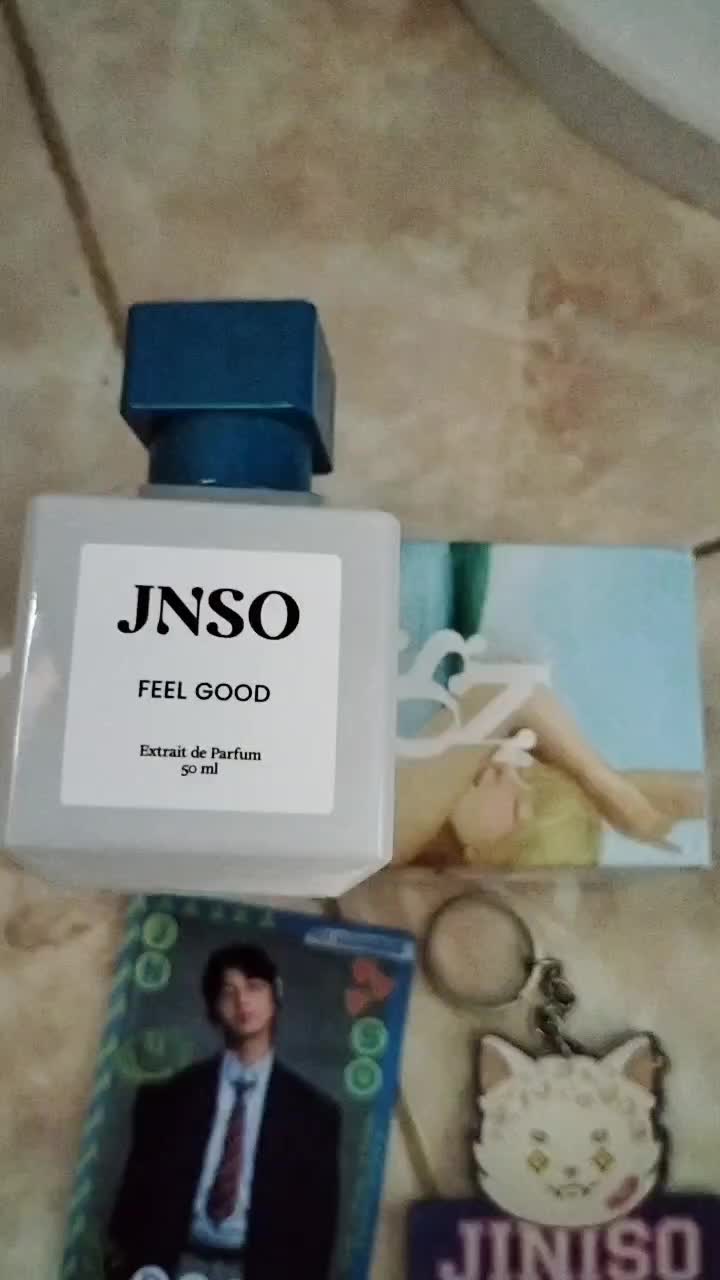 JNSO
FEEL GOOD
Extrait de Parfum
50 ml
J
N
S
O
JINISO